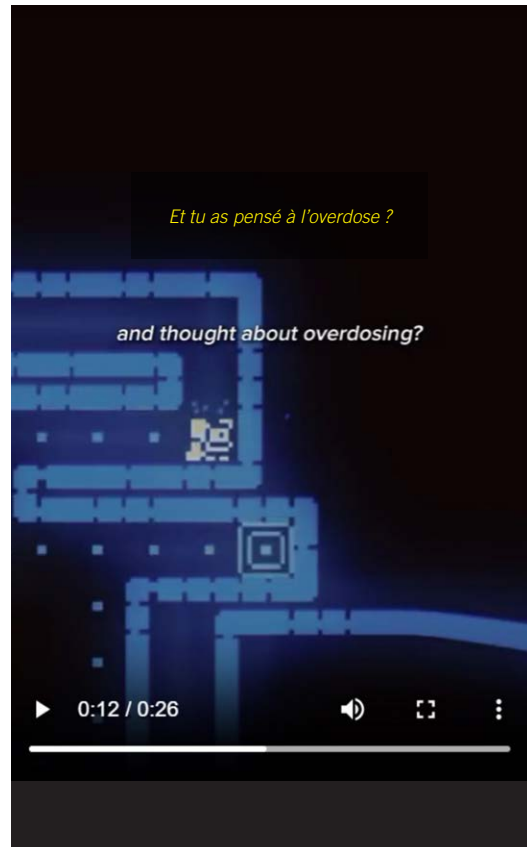 Et tu as pensé à l’overdose ?
and thought about overdosing?
0:12 / 0:26